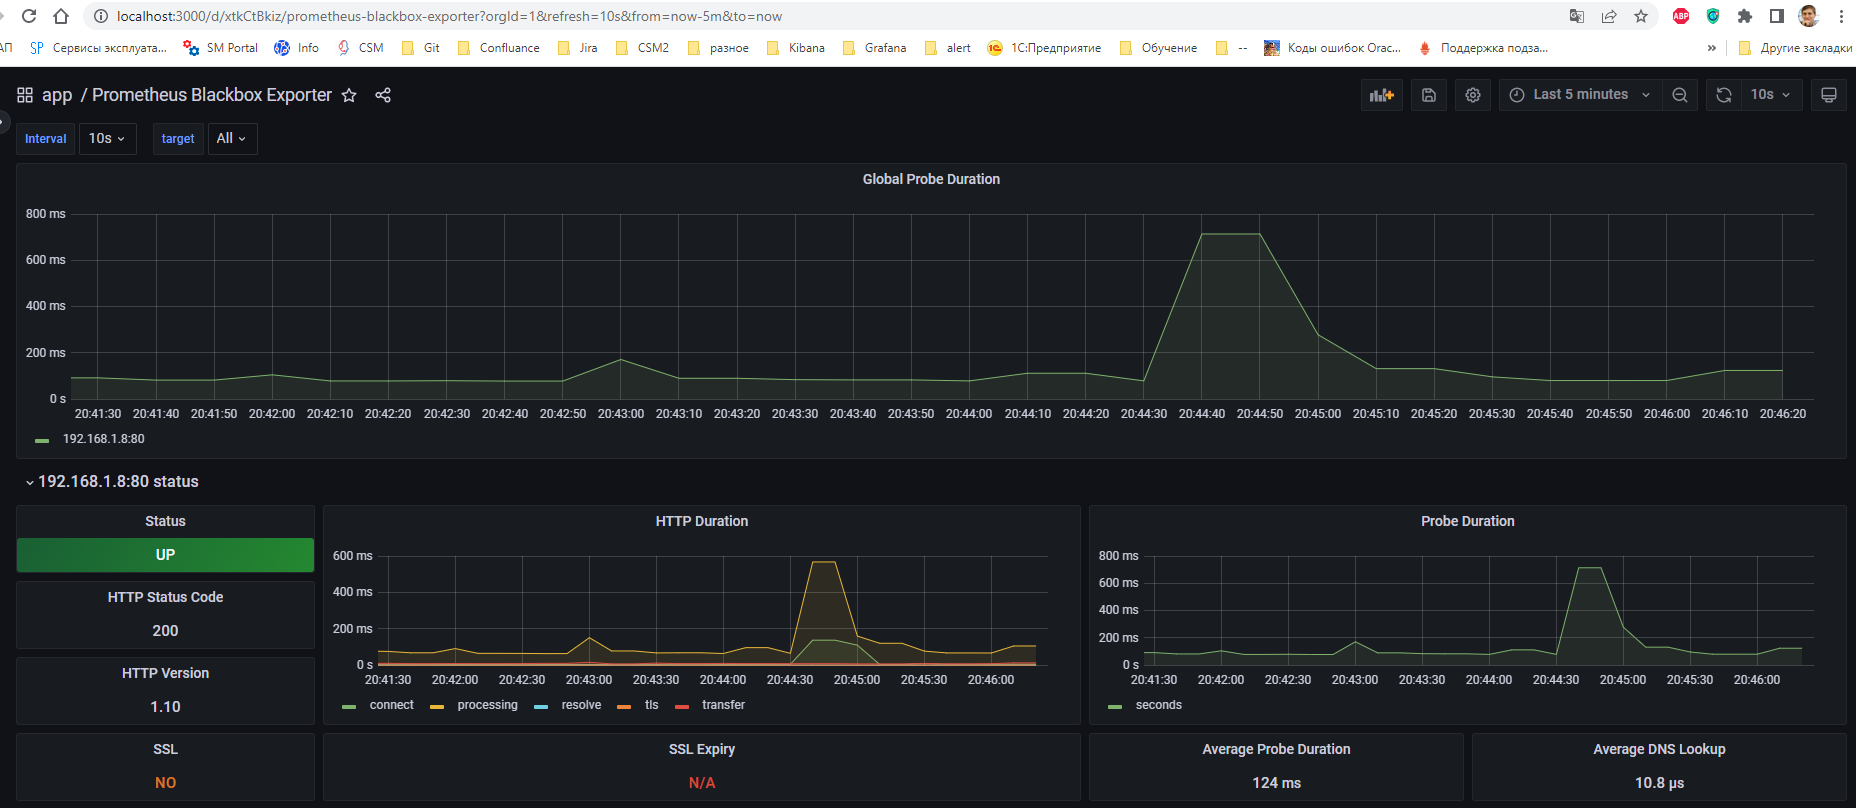 localhost:3000/d/xtkCtBkiz/prometheus-blackbox-exporter?orgId=1&refresh=10s&from=now-5m&to=now
ABP
АП SP Сервисы эксплуата... SM Portal Info CSM Git Confluance Jira CSM2 разное Kibana Grafana alert 1С:Предприятие Обучение -- Коды ошибок Orac... Поддержка подза... » Другие закладки
app / Prometheus Blackbox Exporter
Last 5 minutes
10s
Interval 10s target All
Global Probe Duration
800 ms
600 ms
400 ms
200 ms
0 s
20:41:30 20:41:40 20:41:50 20:42:00 20:42:10 20:42:20 20:42:30 20:42:40 20:42:50 20:43:00 20:43:10 20:43:20 20:43:30 20:43:40 20:43:50 20:44:00 20:44:10 20:44:20 20:44:30 20:44:40 20:44:50 20:45:00 20:45:10 20:45:20 20:45:30 20:45:40 20:45:50 20:46:00 20:46:10 20:46:20
192.168.1.8:80
192.168.1.8:80 status
Status
UP
HTTP Status Code
200
HTTP Version
1.10
SSL
NO
HTTP Duration
600 ms
400 ms
200 ms
0 s
20:41:30 20:42:00 20:42:30 20:43:00 20:43:30 20:44:00 20:44:30 20:45:00 20:45:30 20:46:00
connect processing resolve tls transfer
SSL Expiry
N/A
Probe Duration
800 ms
600 ms
400 ms
200 ms
0 s
20:41:30 20:42:00 20:42:30 20:43:00 20:43:30 20:44:00 20:44:30 20:45:00 20:45:30 20:46:00
seconds
Average Probe Duration
124 ms
Average DNS Lookup
10.8 µs